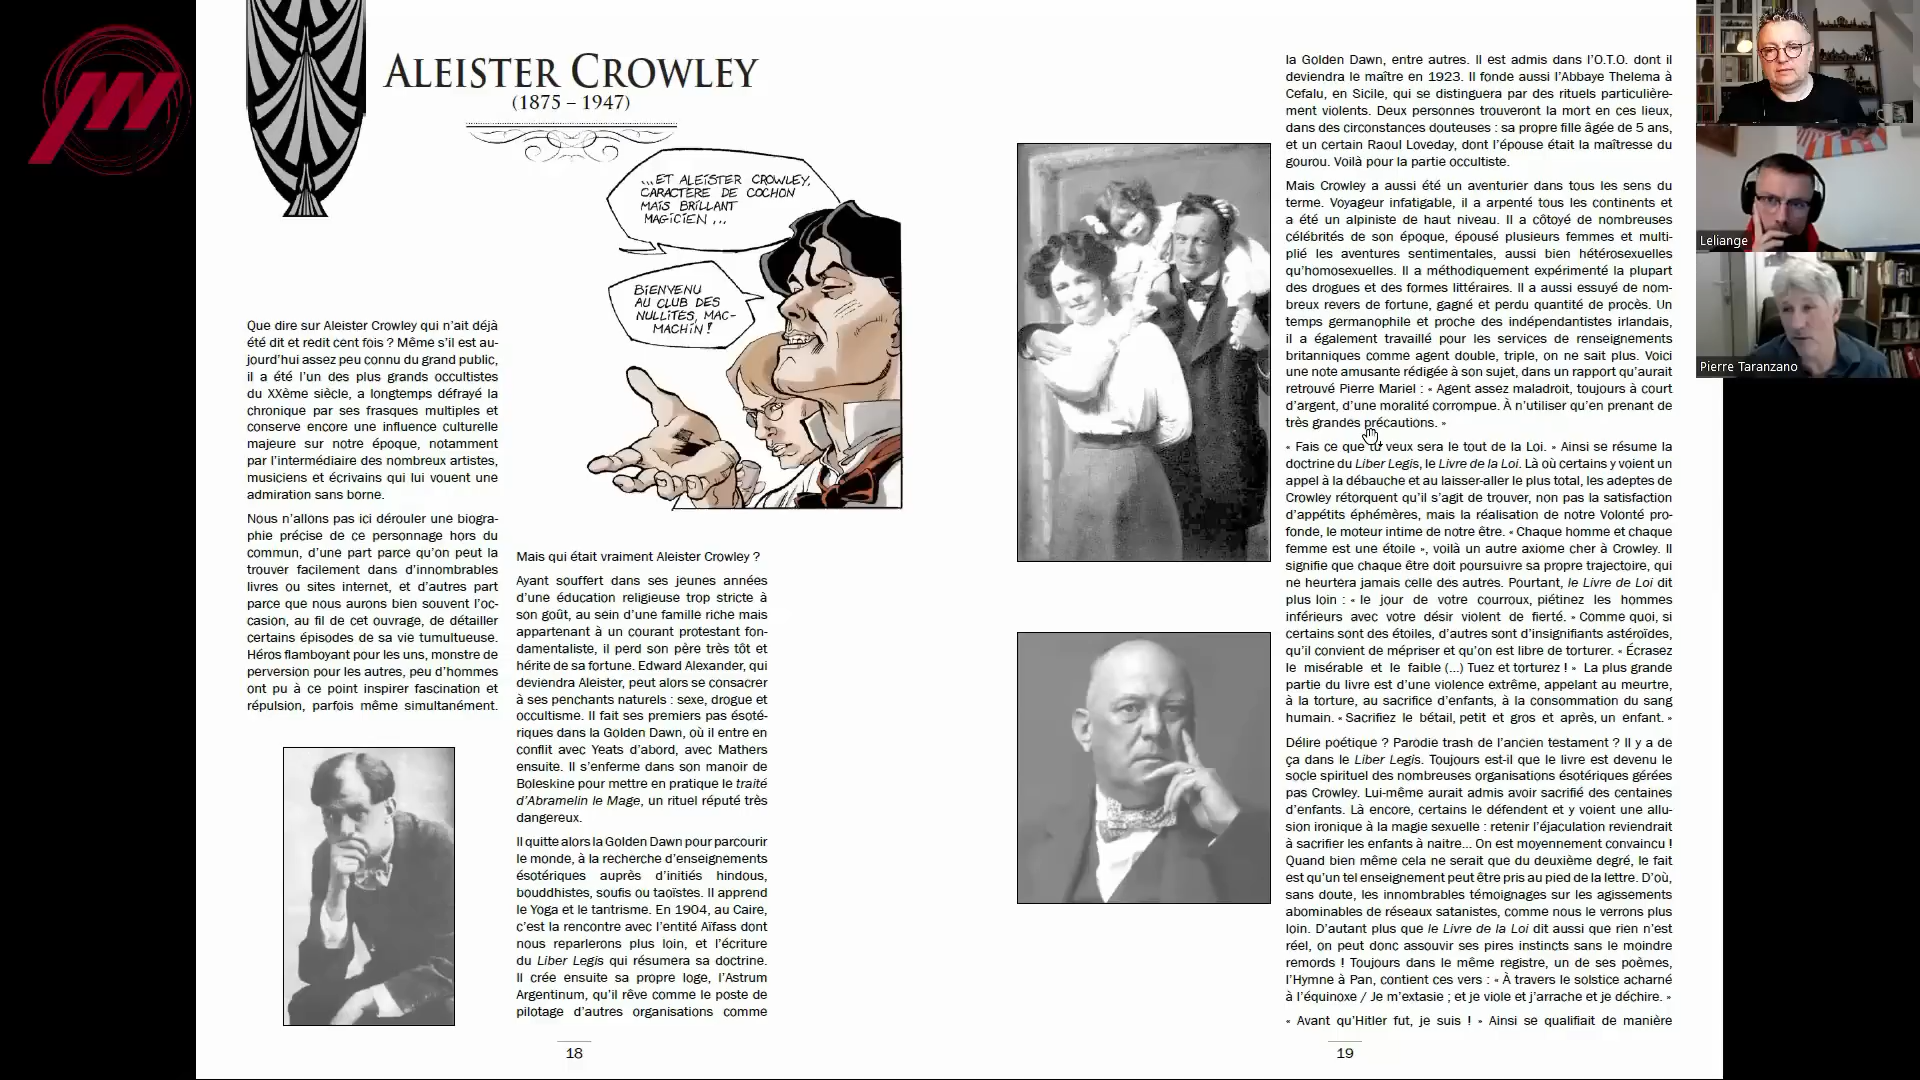 ALEISTER CROWLEY
(1875 – 1947)
...ET ALEÏSTER CROWLEY,
CARACTERE DE COCHON
MAIS BRILLANT
MAGICIEN ...
BIENVENU
AU CLUB DES
NULLITÉS, MAC-
MACHIN !
Que dire sur Aleister Crowley qui n'ait déjà
été dit et redit cent fois ? Même s'il est au-
jourd'hui assez peu connu du grand public,
il a été l'un des plus grands occultistes
du XXème siècle, a longtemps défrayé la
chronique par ses frasques multiples et
conserve encore une influence culturelle
majeure sur notre époque, notamment
par l'intermédiaire des nombreux artistes,
musiciens et écrivains qui lui vouent une
admiration sans borne.
Nous n'allons pas ici dérouler une biogra-
phie précise de ce personnage hors du
commun, d'une part parce qu'on peut la
trouver facilement dans d'innombrables
livres ou sites internet, et d'autres part
parce que nous aurons bien souvent l'oc-
casion, au fil de cet ouvrage, de détailler
certains épisodes de sa vie tumultueuse.
Héros flamboyant pour les uns, monstre de
perversion pour les autres, peu d'hommes
ont pu à ce point inspirer fascination et
répulsion, parfois même simultanément.
Mais qui était vraiment Aleister Crowley ?
Ayant souffert dans ses jeunes années
d'une éducation religieuse trop stricte à
son goût, au sein d'une famille riche mais
appartenant à un courant protestant fon-
damentaliste, il perd son père très tôt et
hérite de sa fortune. Edward Alexander, qui
deviendra Aleister, peut alors se consacrer
à ses penchants naturels : sexe, drogue et
occultisme. Il fait ses premiers pas ésoté-
riques dans la Golden Dawn, où il entre en
conflit avec Yeats d'abord, avec Mathers
ensuite. Il s'enferme dans son manoir de
Boleskine pour mettre en pratique le traité
d'Abramelin le Mage, un rituel réputé très
dangereux.
Il quitte alors la Golden Dawn pour parcourir
le monde, à la recherche d'enseignements
ésotériques auprès d'initiés hindous,
bouddhistes, soufis ou taoïstes. Il apprend
le Yoga et le tantrisme. En 1904, au Caire,
c'est la rencontre avec l'entité Aïfass dont
nous reparlerons plus loin, et l'écriture
du Liber Legis qui résumera sa doctrine.
Il crée ensuite sa propre loge, l'Astrum
Argentinum, qu'il rêve comme le poste de
pilotage d'autres organisations comme
18
la Golden Dawn, entre autres. Il est admis dans l'O.T.O. dont il
deviendra le maître en 1923. Il fonde aussi l'Abbaye Thelema à
Cefalu, en Sicile, qui se distinguera par des rituels particulière-
ment violents. Deux personnes trouveront la mort en ces lieux,
dans des circonstances douteuses : sa propre fille âgée de 5 ans,
et un certain Raoul Loveday, dont l'épouse était la maîtresse du
gourou. Voilà pour la partie occultiste.
Mais Crowley a aussi été un aventurier dans tous les sens du
terme. Voyageur infatigable, il a arpenté tous les continents et
a été un alpiniste de haut niveau. Il a côtoyé de nombreuses
célébrités de son époque, épousé plusieurs femmes et multi-
plié les aventures sentimentales, aussi bien hétérosexuelles
qu'homosexuelles. Il a méthodiquement expérimenté la plupart
des drogues et des formes littéraires. Il a aussi essuyé de nom-
breux revers de fortune, gagné et perdu quantité de procès. Un
temps germanophile et proche des indépendantistes irlandais,
il a également travaillé pour les services de renseignements
britanniques comme agent double, triple, on ne sait plus. Voici
une note amusante rédigée à son sujet, dans un rapport qu'aurait
retrouvé Pierre Mariel : « Agent assez maladroit, toujours à court
d'argent, d'une moralité corrompue. À n'utiliser qu'en prenant de
très grandes précautions. »
« Fais ce que veux sera le tout de la Loi. » Ainsi se résume la
doctrine du Liber Legis, le Livre de la Loi. Là où certains y voient un
appel à la débauche et au laisser-aller le plus total, les adeptes de
Crowley rétorquent qu'il s'agit de trouver, non pas la satisfaction
d'appétits éphémères, mais la réalisation de notre Volonté pro-
fonde, le moteur intime de notre être. « Chaque homme et chaque
femme est une étoile », voilà un autre axiome cher à Crowley. Il
signifie que chaque être doit poursuivre sa propre trajectoire, qui
ne heurtera jamais celle des autres. Pourtant, le Livre de Loi dit
plus loin : « le jour de votre courroux, piétinez les hommes
inférieurs avec votre désir violent de fierté. » Comme quoi, si
certains sont des étoiles, d'autres sont d'insignifiants astéroïdes,
qu'il convient de mépriser et qu'on est libre de torturer. « Écrasez
le misérable et le faible (...) Tuez et torturez ! » La plus grande
partie du livre est d'une violence extrême, appelant au meurtre,
à la torture, au sacrifice d'enfants, à la consommation du sang
humain. « Sacrifiez le bétail, petit et gros et après, un enfant. »
Délire poétique ? Parodie trash de l'ancien testament ? Il y a de
ça dans le Liber Legis. Toujours est-il que le livre est devenu le
socle spirituel des nombreuses organisations ésotériques gérées
pas Crowley. Lui-même aurait admis avoir sacrifié des centaines
d'enfants. Là encore, certains le défendent et y voient une allu-
sion ironique à la magie sexuelle : retenir l'éjaculation reviendrait
à sacrifier les enfants à naitre... On est moyennement convaincu !
Quand bien même cela ne serait que du deuxième degré, le fait
est qu'un tel enseignement peut être pris au pied de la lettre. D'où,
sans doute, les innombrables témoignages sur les agissements
abominables de réseaux satanistes, comme nous le verrons plus
loin. D'autant plus que le Livre de la Loi dit aussi que rien n'est
réel, on peut donc assouvir ses pires instincts sans le moindre
remords ! Toujours dans le même registre, un de ses poèmes,
l'Hymne à Pan, contient ces vers : « À travers le solstice acharné
à l'équinoxe / Je m'extasie ; et je viole et j'arrache et je déchire. »
« Avant qu'Hitler fut, je suis ! » Ainsi se qualifiait de manière
19
Leliange
Pierre Taranzano